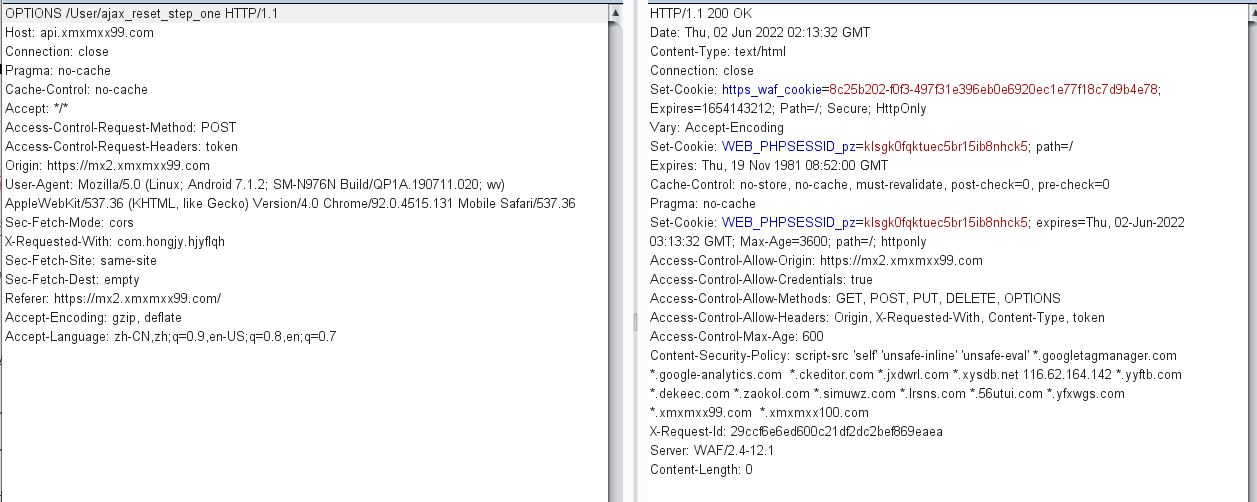 OPTIONS /User/ajax_reset_step_one HTTP/1.1
Host: api.xmxmxx99.com
Connection: close
Pragma: no-cache
Cache-Control: no-cache
Accept: */*
Access-Control-Request-Method: POST
Access-Control-Request-Headers: token
Origin: https://mx2.xmxmxx99.com
User-Agent: Mozilla/5.0 (Linux; Android 7.1.2; SM-N976N Build/QP1A.190711.020; wv)
AppleWebKit/537.36 (KHTML, like Gecko) Version/4.0 Chrome/92.0.4515.131 Mobile Safari/537.36
Sec-Fetch-Mode: cors
X-Requested-With: com.hongjy.hjyflqh
Sec-Fetch-Site: same-site
Sec-Fetch-Dest: empty
Referer: https://mx2.xmxmxx99.com/
Accept-Encoding: gzip, deflate
Accept-Language: zh-CN,zh;q=0.9,en-US;q=0.8,en;q=0.7
HTTP/1.1 200 OK
Date: Thu, 02 Jun 2022 02:13:32 GMT
Content-Type: text/html
Connection: close
Set-Cookie: https_waf_cookie=8c25b202-f0f3-497f31e396eb0e6920ec1e77f18c7d9b4e78;
Expires=1654143212; Path=/; Secure; HttpOnly
Vary: Accept-Encoding
Set-Cookie: WEB_PHPSESSID_pz=klsgk0fqktuec5br15ib8nhck5; path=/
Expires: Thu, 19 Nov 1981 08:52:00 GMT
Cache-Control: no-store, no-cache, must-revalidate, post-check=0, pre-check=0
Pragma: no-cache
Set-Cookie: WEB_PHPSESSID_pz=klsgk0fqktuec5br15ib8nhck5; expires=Thu, 02-Jun-2022
03:13:32 GMT; Max-Age=3600; path=/; httponly
Access-Control-Allow-Origin: https://mx2.xmxmxx99.com
Access-Control-Allow-Credentials: true
Access-Control-Allow-Methods: GET, POST, PUT, DELETE, OPTIONS
Access-Control-Allow-Headers: Origin, X-Requested-With, Content-Type, token
Access-Control-Max-Age: 600
Content-Security-Policy: script-src 'self' 'unsafe-inline' 'unsafe-eval' *.googletagmanager.com
*.google-analytics.com  *.ckeditor.com *.jxdwrl.com *.xysdb.net 116.62.164.142 *.yyftb.com
*.dekeec.com *.zaokol.com *.simuwz.com *.lrsns.com *.56utui.com *.yfxwgs.com
*.xmxmxx99.com  *.xmxmxx100.com
X-Request-Id: 29ccf6e6ed600c21df2dc2bef869eaea
Server: WAF/2.4-12.1
Content-Length: 0